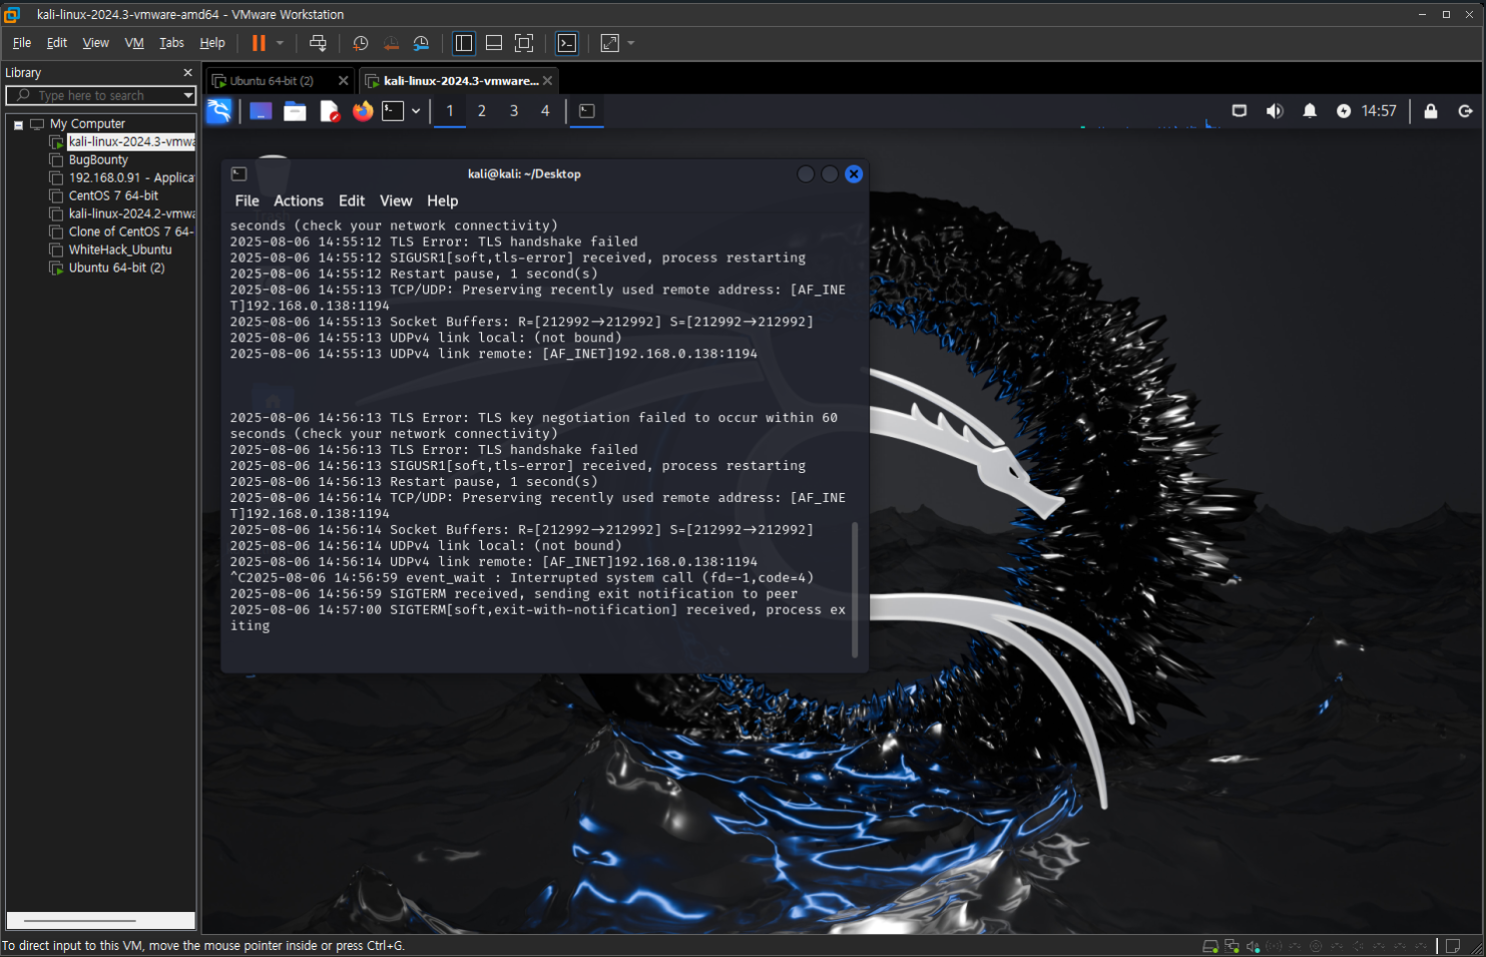 kali-linux-2024.3-vmware-amd64 - VMware Workstation
File Edit View VM Tabs Help
Library
Type here to search
My Computer
kali-linux-2024.3-vmwa
BugBounty
192.168.0.91 - Applica
CentOS 7 64-bit
kali-linux-2024.2-vmwa
Clone of CentOS 7 64-
WhiteHack_Ubuntu
Ubuntu 64-bit (2)
Ubuntu 64-bit (2) kali-linux-2024.3-vmware...
1 2 3 4 14:57
kali@kali: ~/Desktop
File Actions Edit View Help
seconds (check your network connectivity)
2025-08-06 14:55:12 TLS Error: TLS handshake failed
2025-08-06 14:55:12 SIGUSR1[soft,tls-error] received, process restarting
2025-08-06 14:55:12 Restart pause, 1 second(s)
2025-08-06 14:55:13 TCP/UDP: Preserving recently used remote address: [AF_INE
T]192.168.0.138:1194
2025-08-06 14:55:13 Socket Buffers: R=[212992→212992] S=[212992→212992]
2025-08-06 14:55:13 UDPv4 link local: (not bound)
2025-08-06 14:55:13 UDPv4 link remote: [AF_INET]192.168.0.138:1194
2025-08-06 14:56:13 TLS Error: TLS key negotiation failed to occur within 60
seconds (check your network connectivity)
2025-08-06 14:56:13 TLS Error: TLS handshake failed
2025-08-06 14:56:13 SIGUSR1[soft,tls-error] received, process restarting
2025-08-06 14:56:13 Restart pause, 1 second(s)
2025-08-06 14:56:14 TCP/UDP: Preserving recently used remote address: [AF_INE
T]192.168.0.138:1194
2025-08-06 14:56:14 Socket Buffers: R=[212992→212992] S=[212992→212992]
2025-08-06 14:56:14 UDPv4 link local: (not bound)
2025-08-06 14:56:14 UDPv4 link remote: [AF_INET]192.168.0.138:1194
^C2025-08-06 14:56:59 event_wait : Interrupted system call (fd=-1,code=4)
2025-08-06 14:56:59 SIGTERM received, sending exit notification to peer
2025-08-06 14:57:00 SIGTERM[soft,exit-with-notification] received, process ex
iting
To direct input to this VM, move the mouse pointer inside or press Ctrl+G.